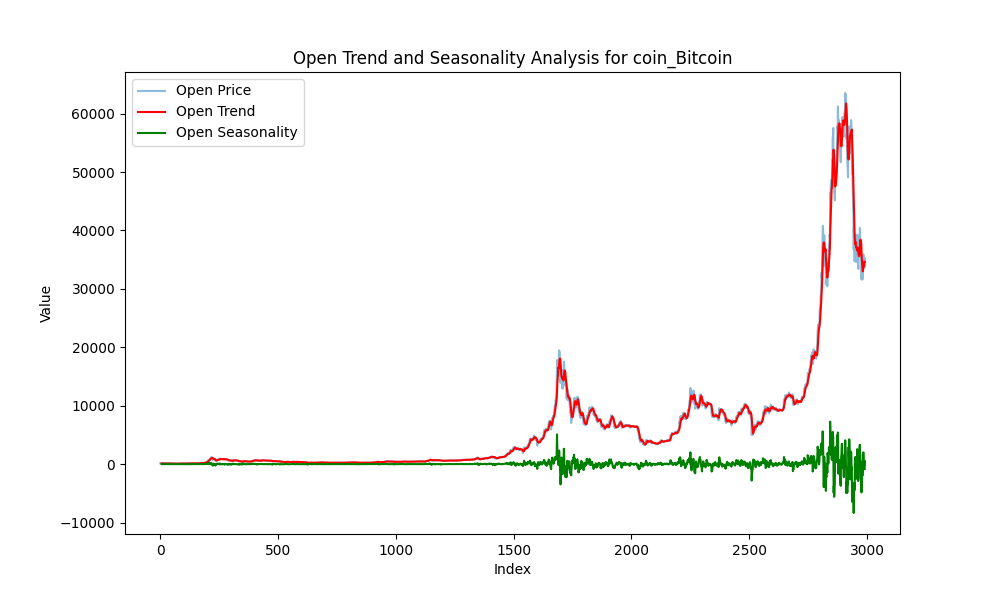 Open Trend and Seasonality Analysis for coin_Bitcoin
Open Price
Open Trend
Open Seasonality
60000
50000
40000
30000
20000
10000
0
−10000
Value
0 500 1000 1500 2000 2500 3000
Index